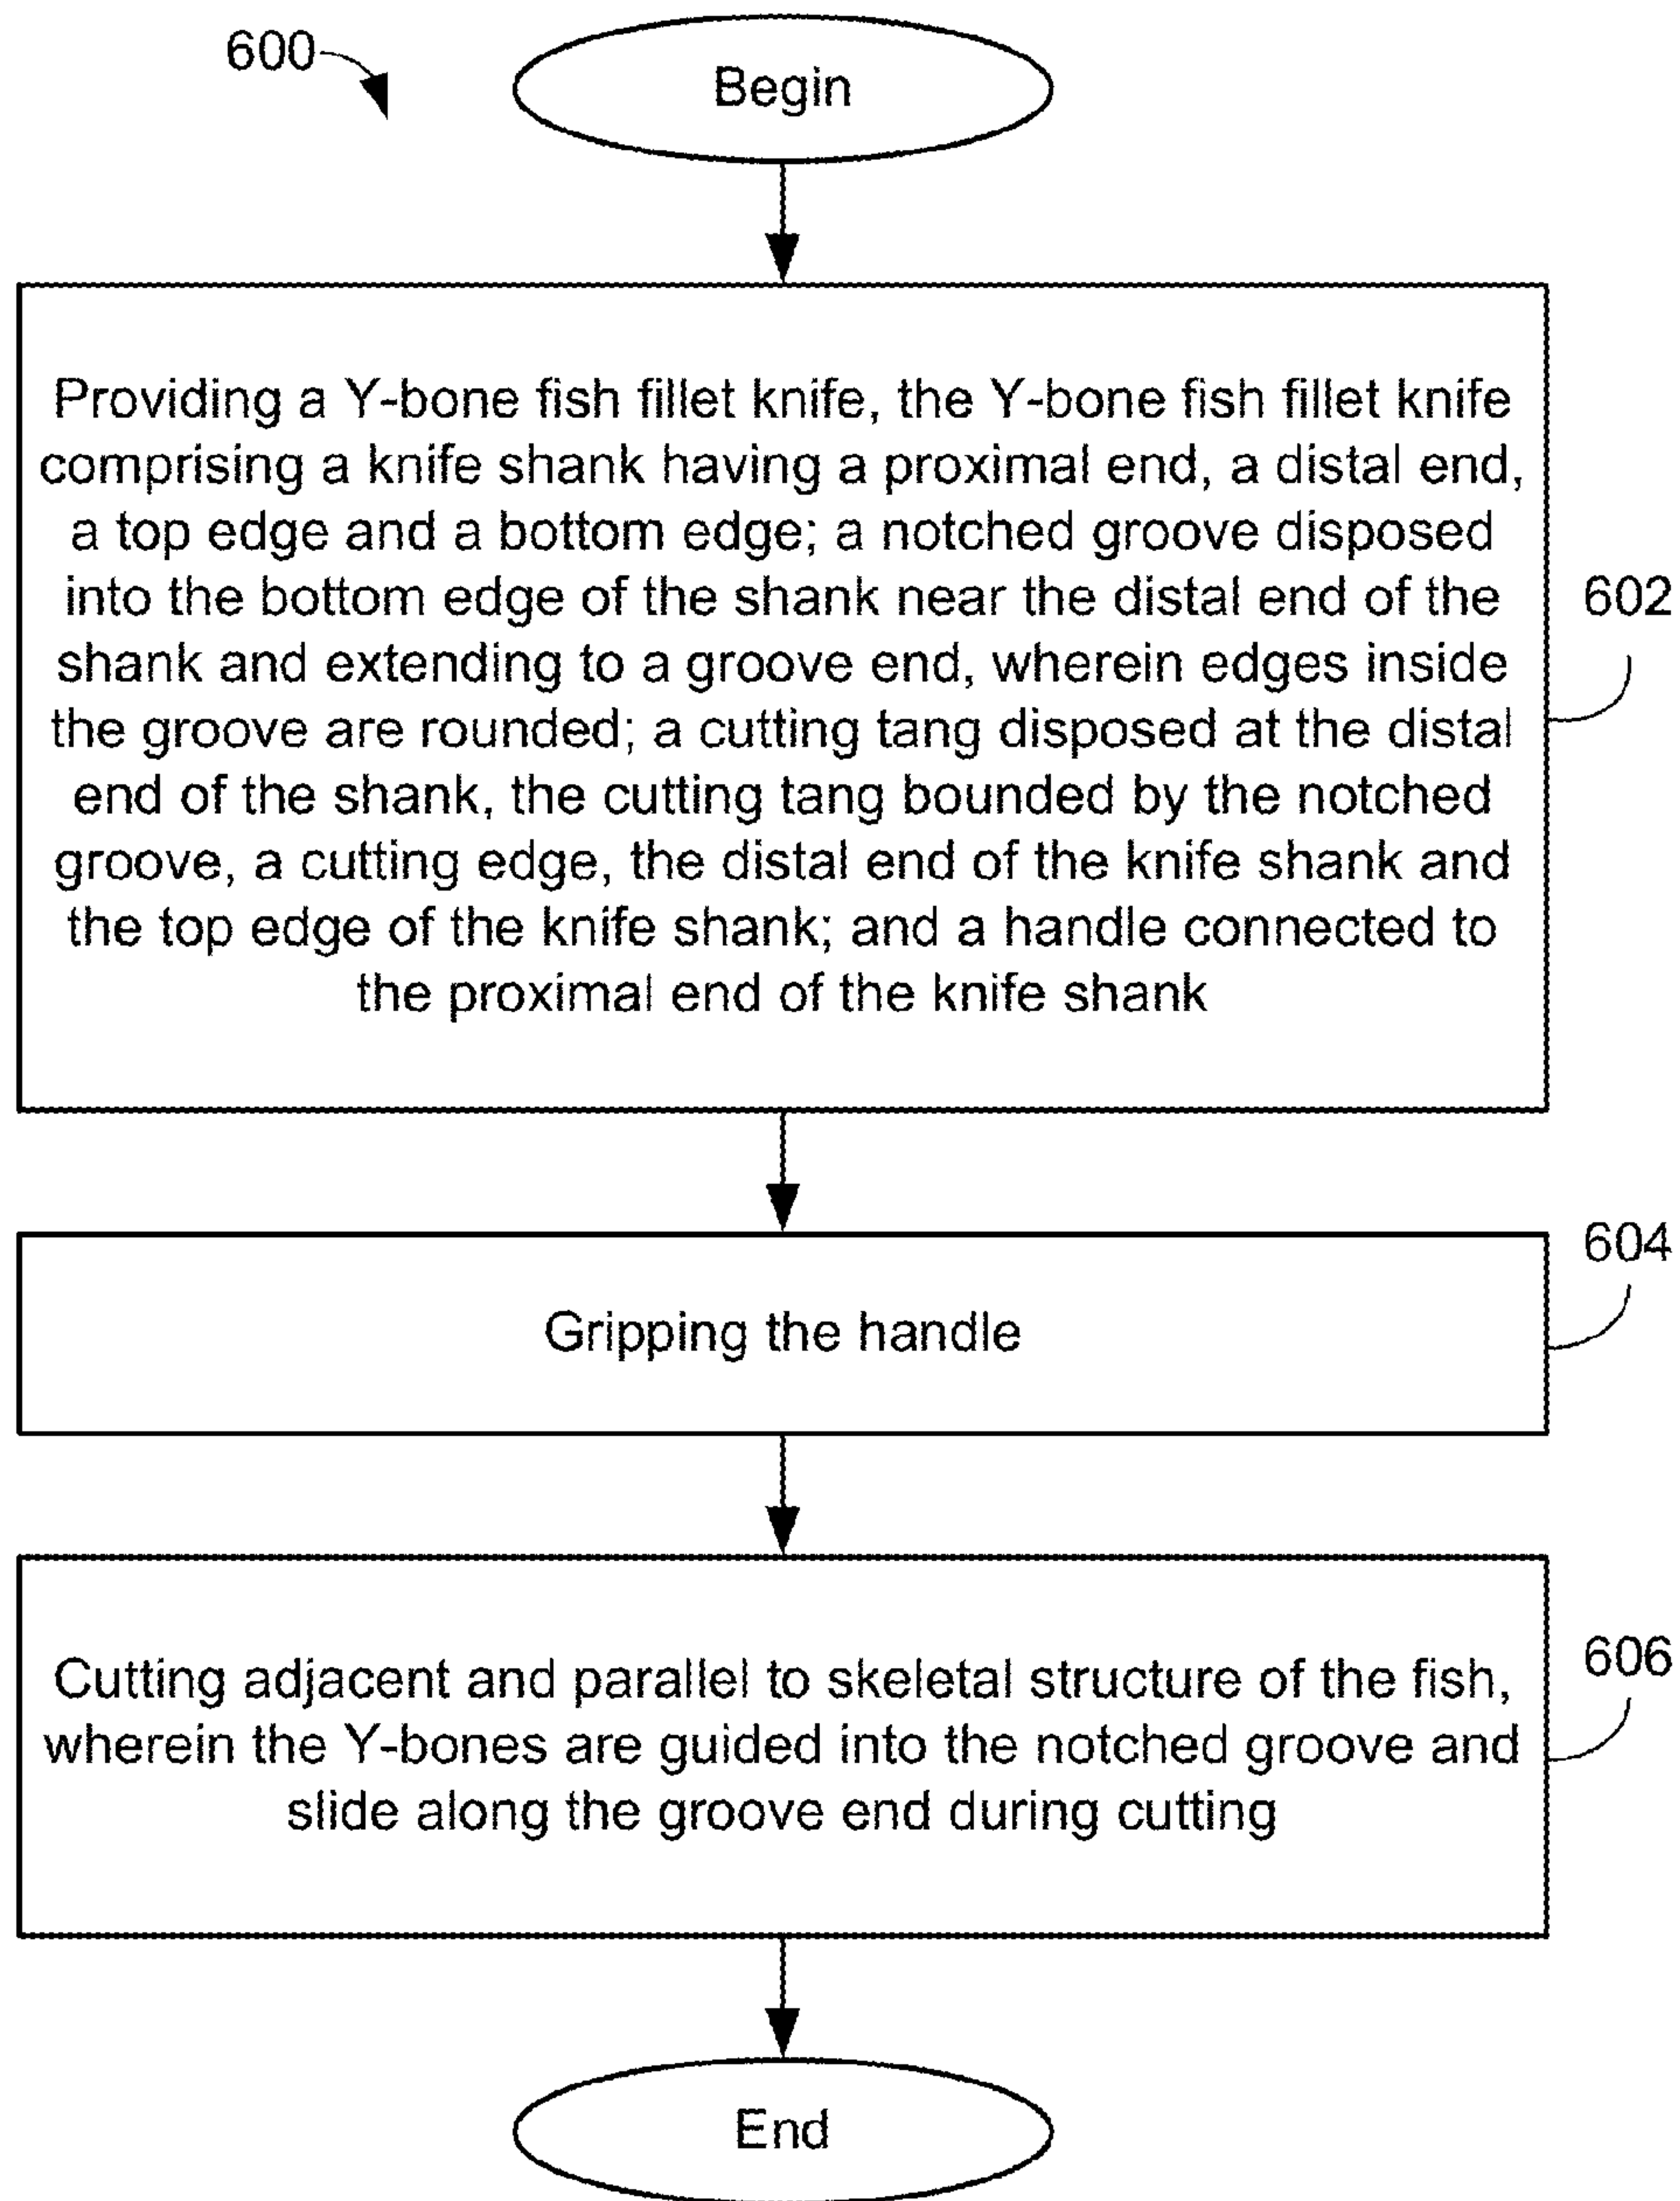 600
Begin
Providing a Y-bone fish fillet knife, the Y-bone fish fillet knife
comprising a knife shank having a proximal end, a distal end,
a top edge and a bottom edge; a notched groove disposed
into the bottom edge of the shank near the distal end of the
shank and extending to a groove end, wherein edges inside
the groove are rounded; a cutting tang disposed at the distal
end of the shank, the cutting tang bounded by the notched
groove, a cutting edge, the distal end of the knife shank and
the top edge of the knife shank; and a handle connected to
the proximal end of the knife shank
602
Gripping the handle
604
Cutting adjacent and parallel to skeletal structure of the fish,
wherein the Y-bones are guided into the notched groove and
slide along the groove end during cutting
606
End